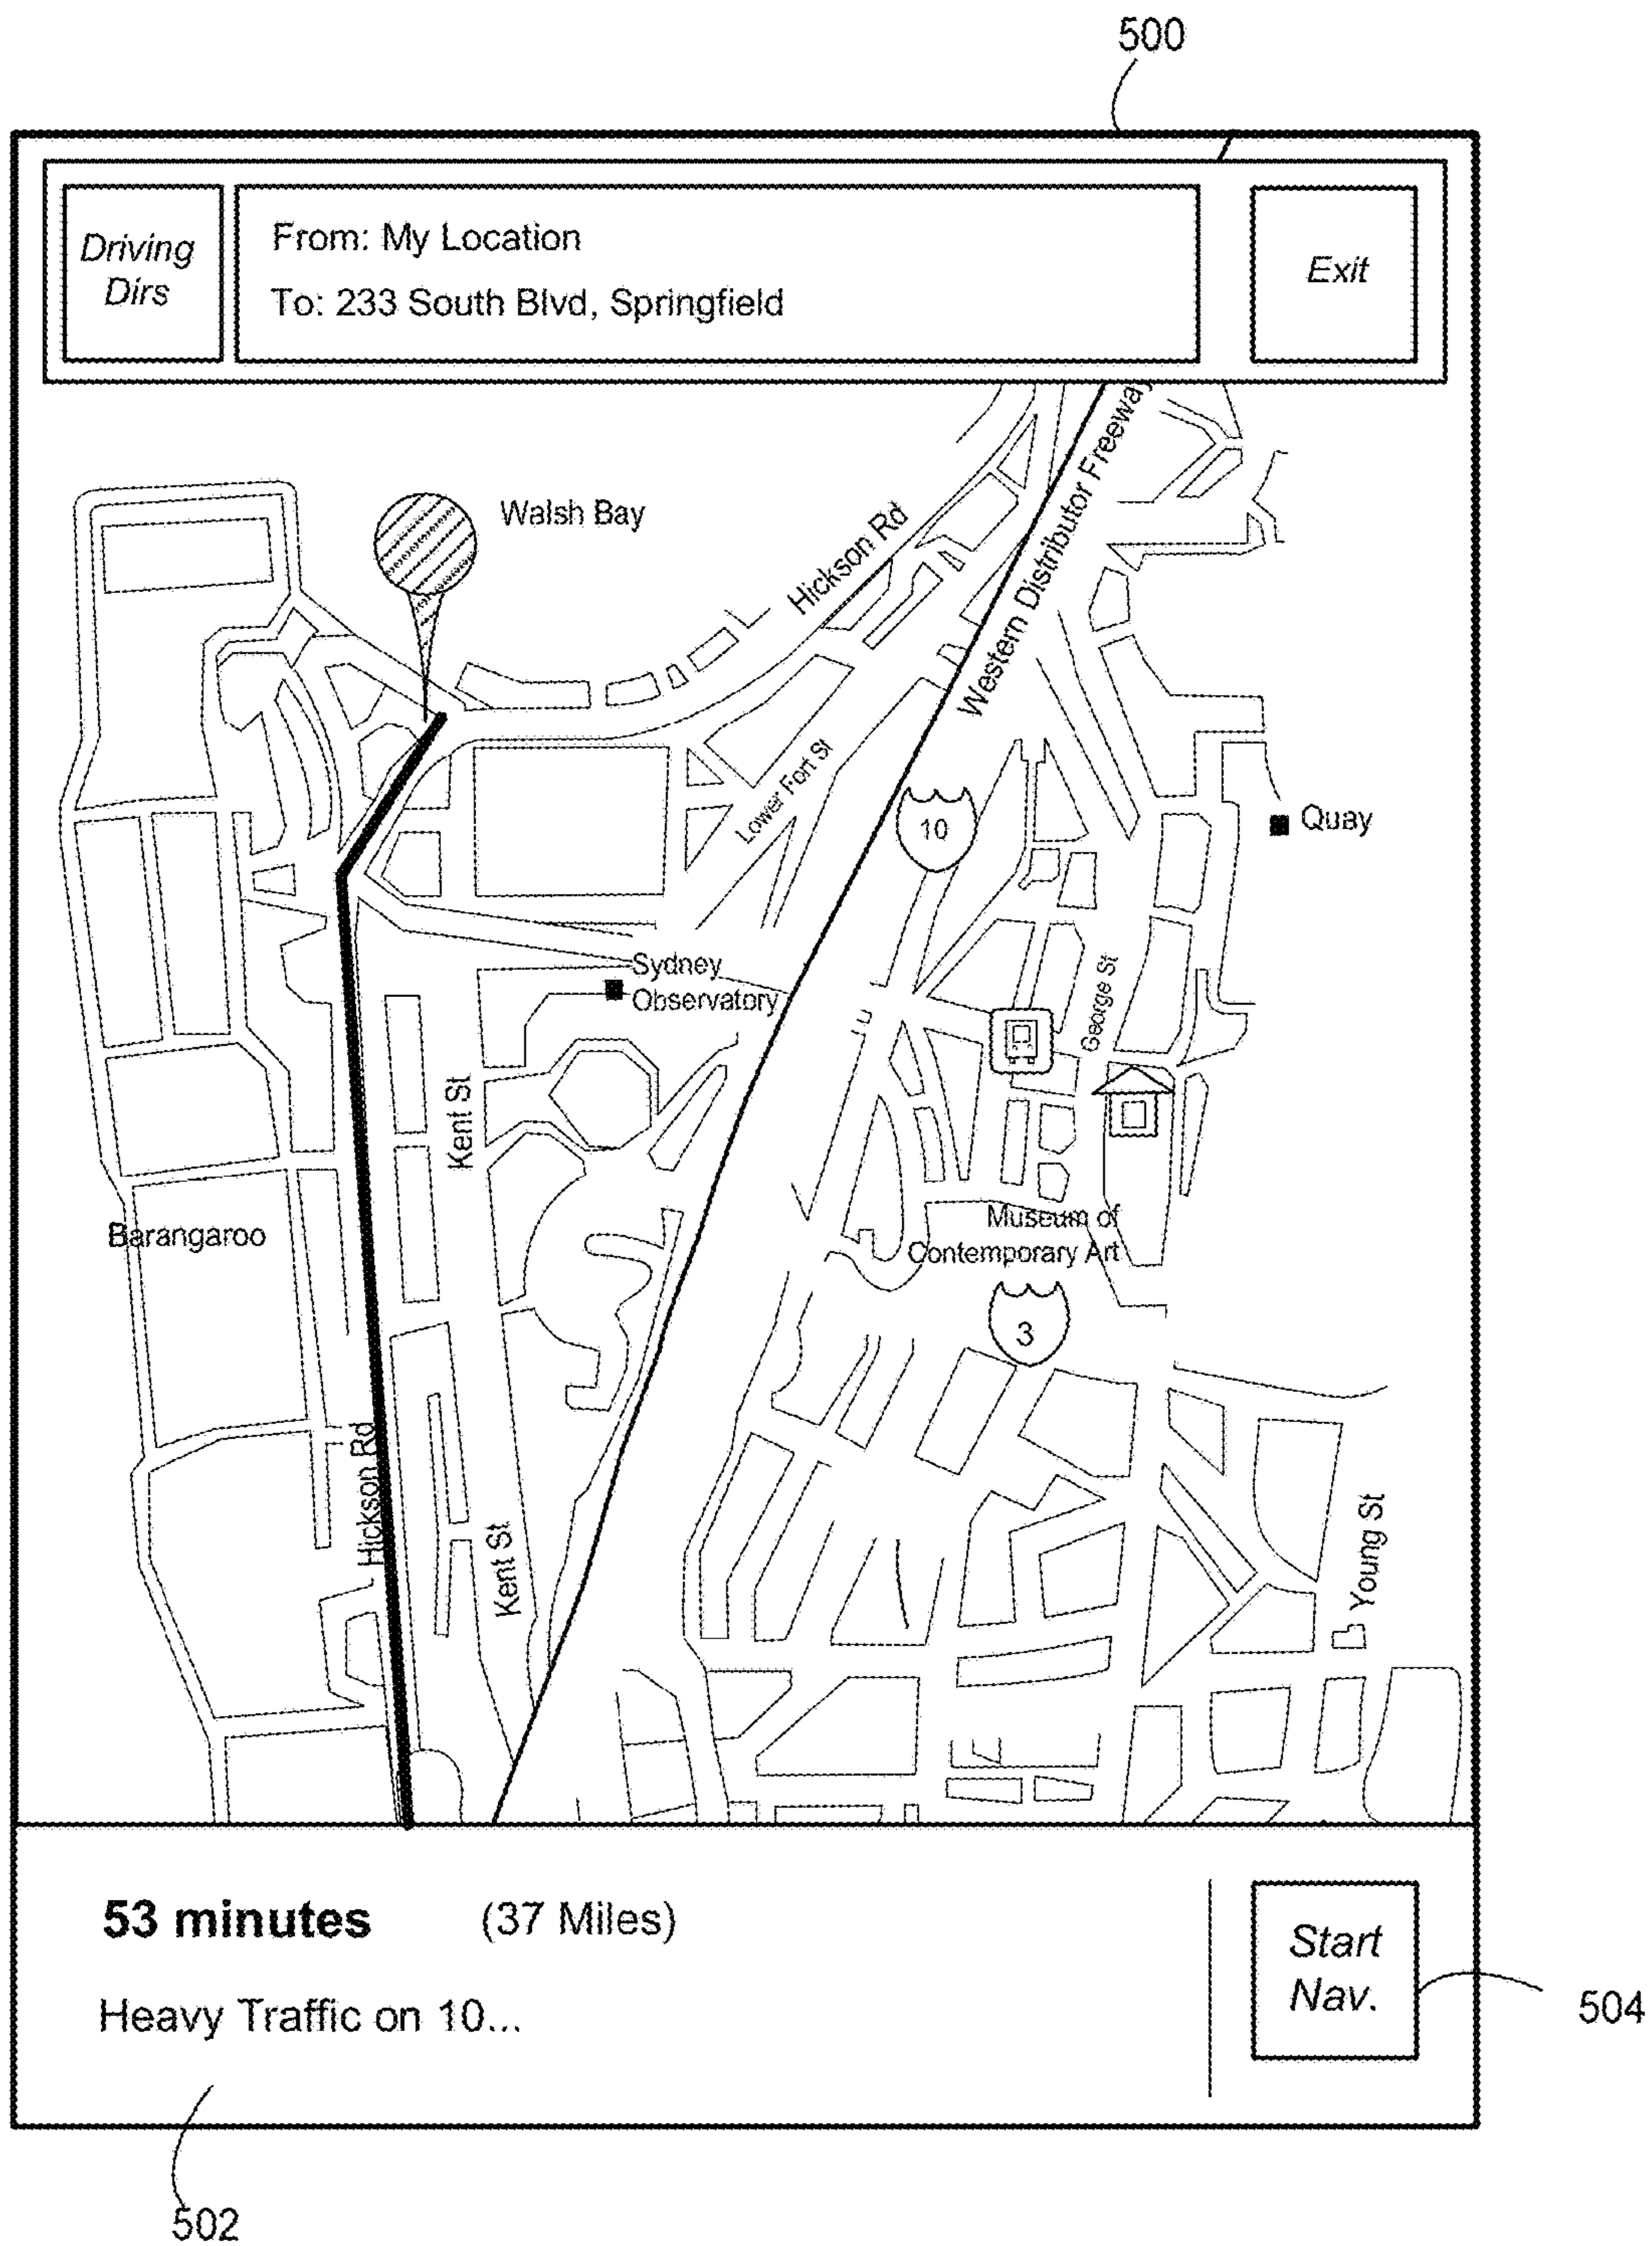 500
Driving
Dirs
From: My Location
To: 233 South Blvd, Springfield
Exit
Western Distributor Freeway
Walsh Bay
Hickson Rd
Lower Fort St
10
Quay
Sydney
Observatory
George St
Kent St
Barangaroo
Museum of
Contemporary Art
3
Hickson Rd
Kent St
Young St
53 minutes (37 Miles)
Heavy Traffic on 10...
Start
Nav.
504
502